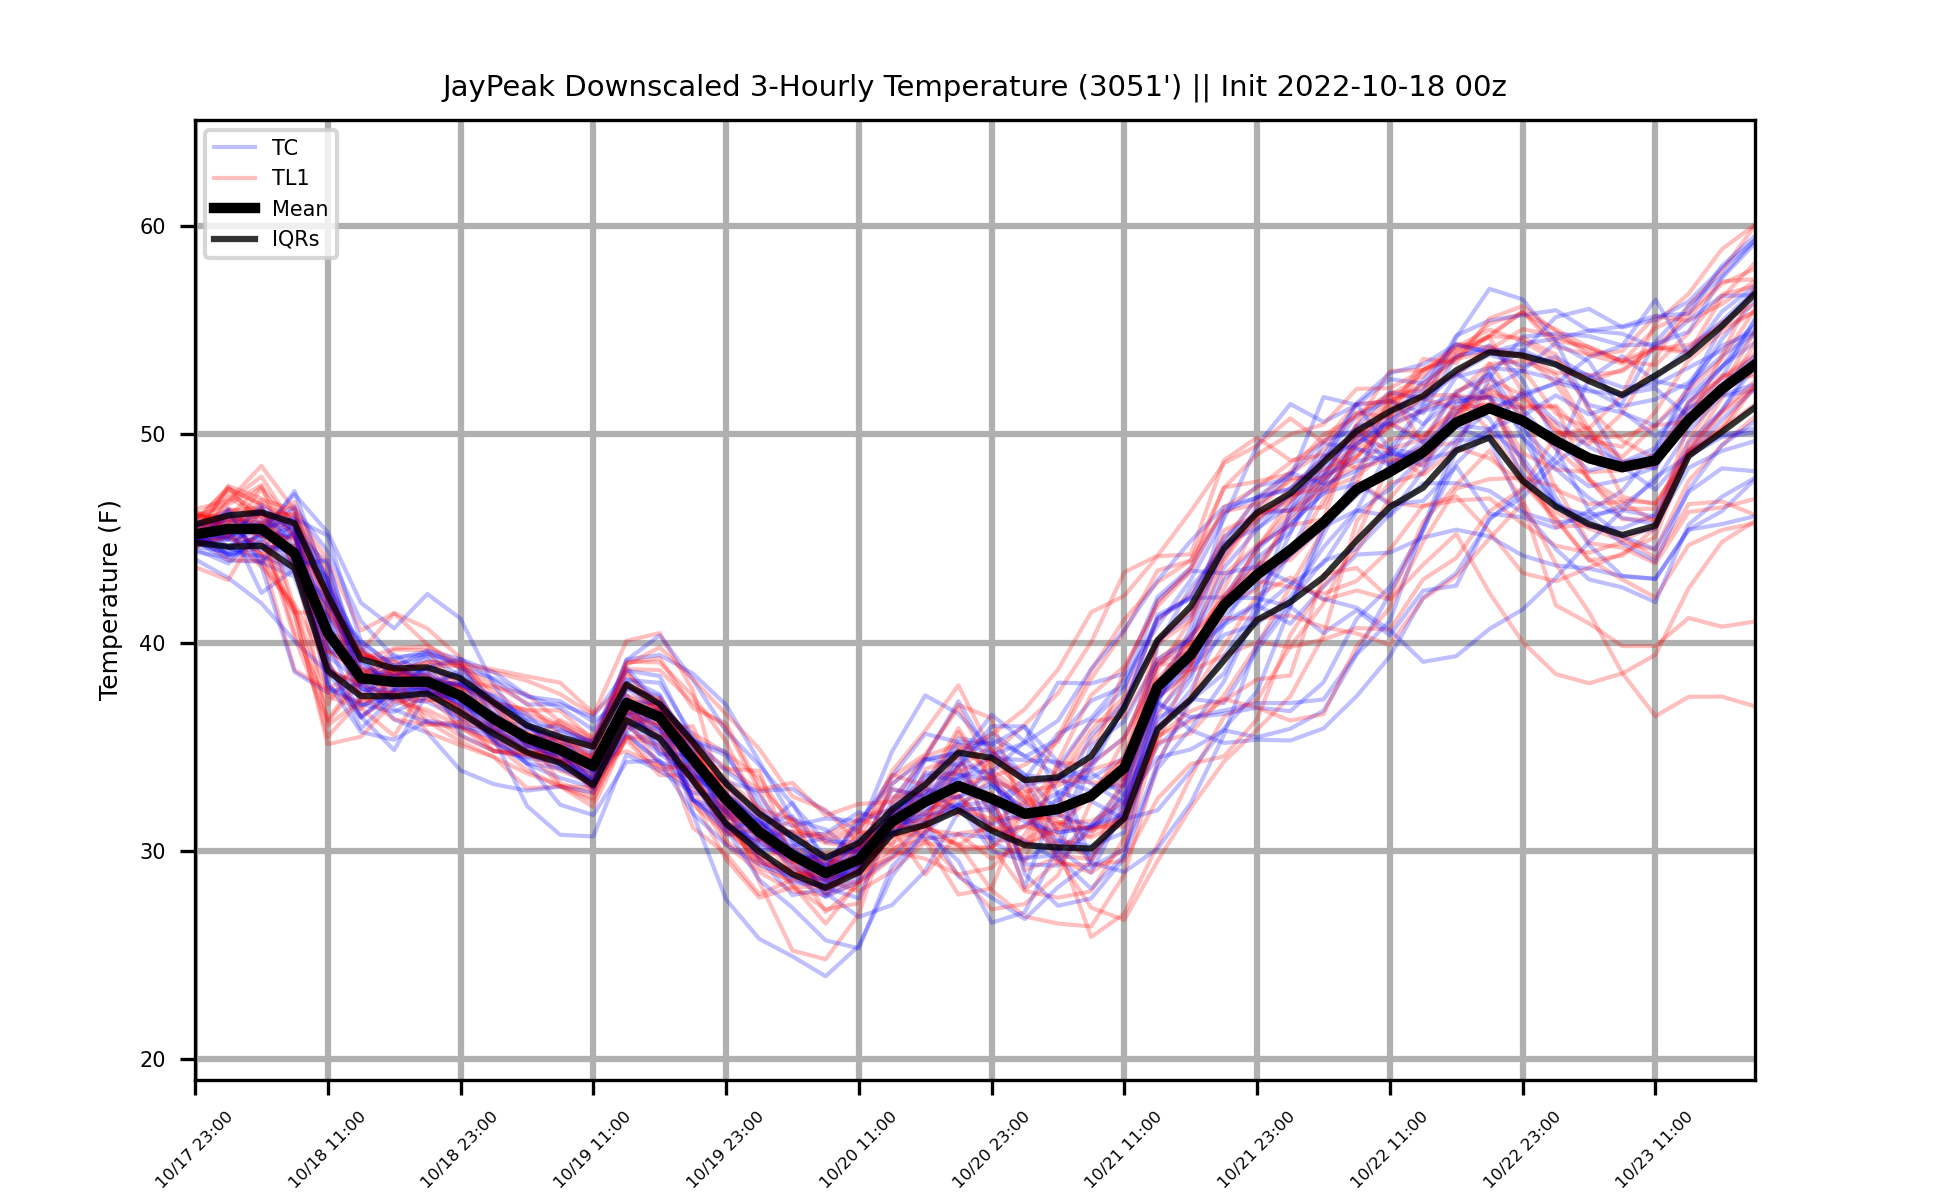 JayPeak Downscaled 3-Hourly Temperature (3051') || Init 2022-10-18 00z
TC
TL1
Mean
IQRs
Temperature (F)
60
50
40
30
20
10/17 23:00
10/18 11:00
10/18 23:00
10/19 11:00
10/19 23:00
10/20 11:00
10/20 23:00
10/21 11:00
10/21 23:00
10/22 11:00
10/22 23:00
10/23 11:00